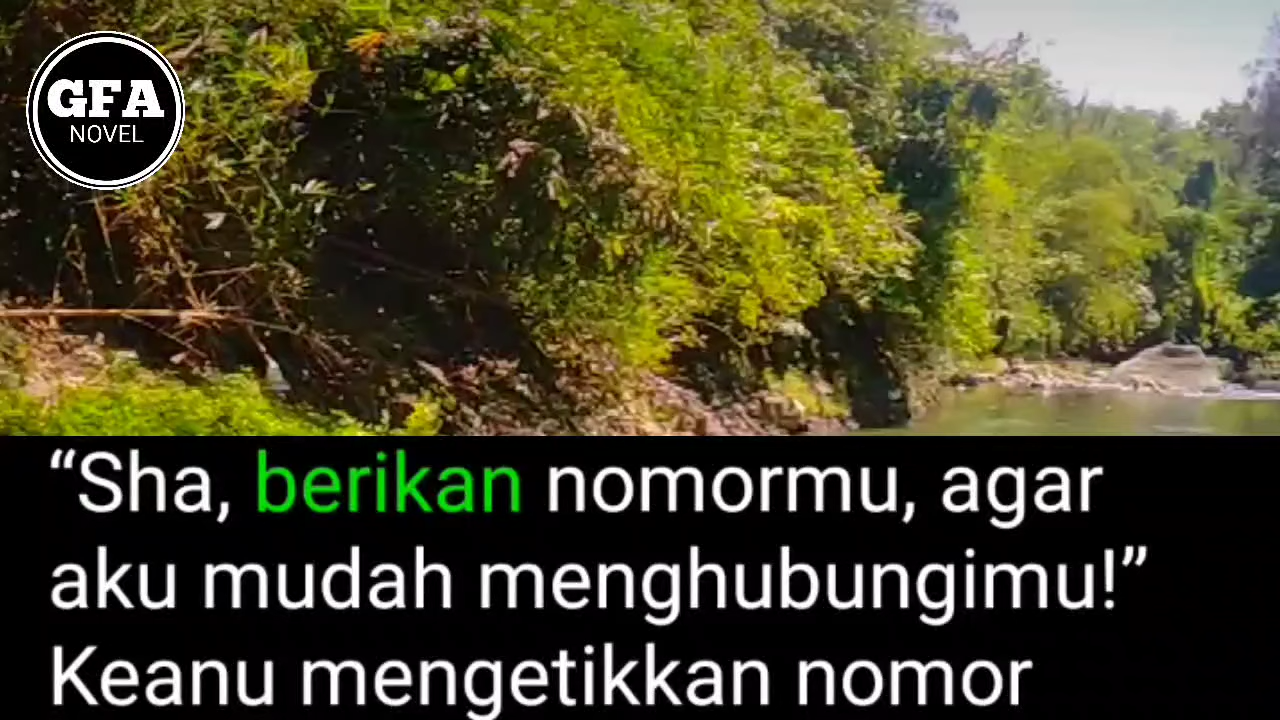 GFA
NOVEL
“Sha, berikan nomormu, agar
aku mudah menghubungimu!”
Keanu mengetikkan nomor